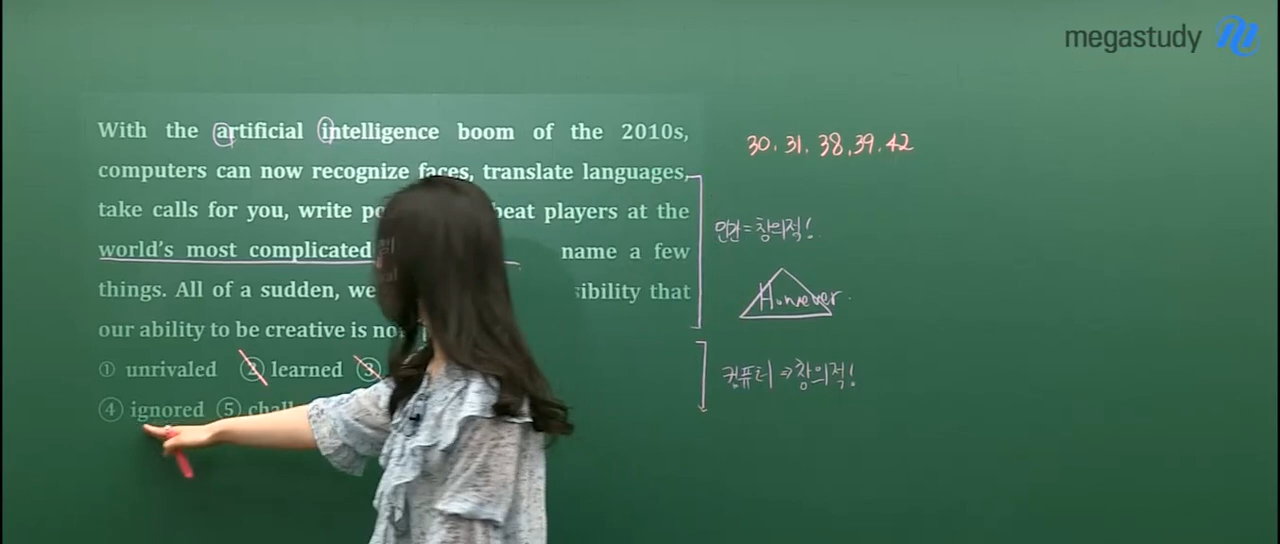 megastudy
With the artificial intelligence boom of the 2010s,
computers can now recognize faces, translate languages,
take calls for you, write beat players at the
world's most complicated name a few
things. All of a sudden, we that
our ability to be creative is not
① unrivaled ② learned ③
④ ignored ⑤
30. 31. 38. 39. 42
인간 = 창의적!
However
컴퓨터 ⇒ 창의적!